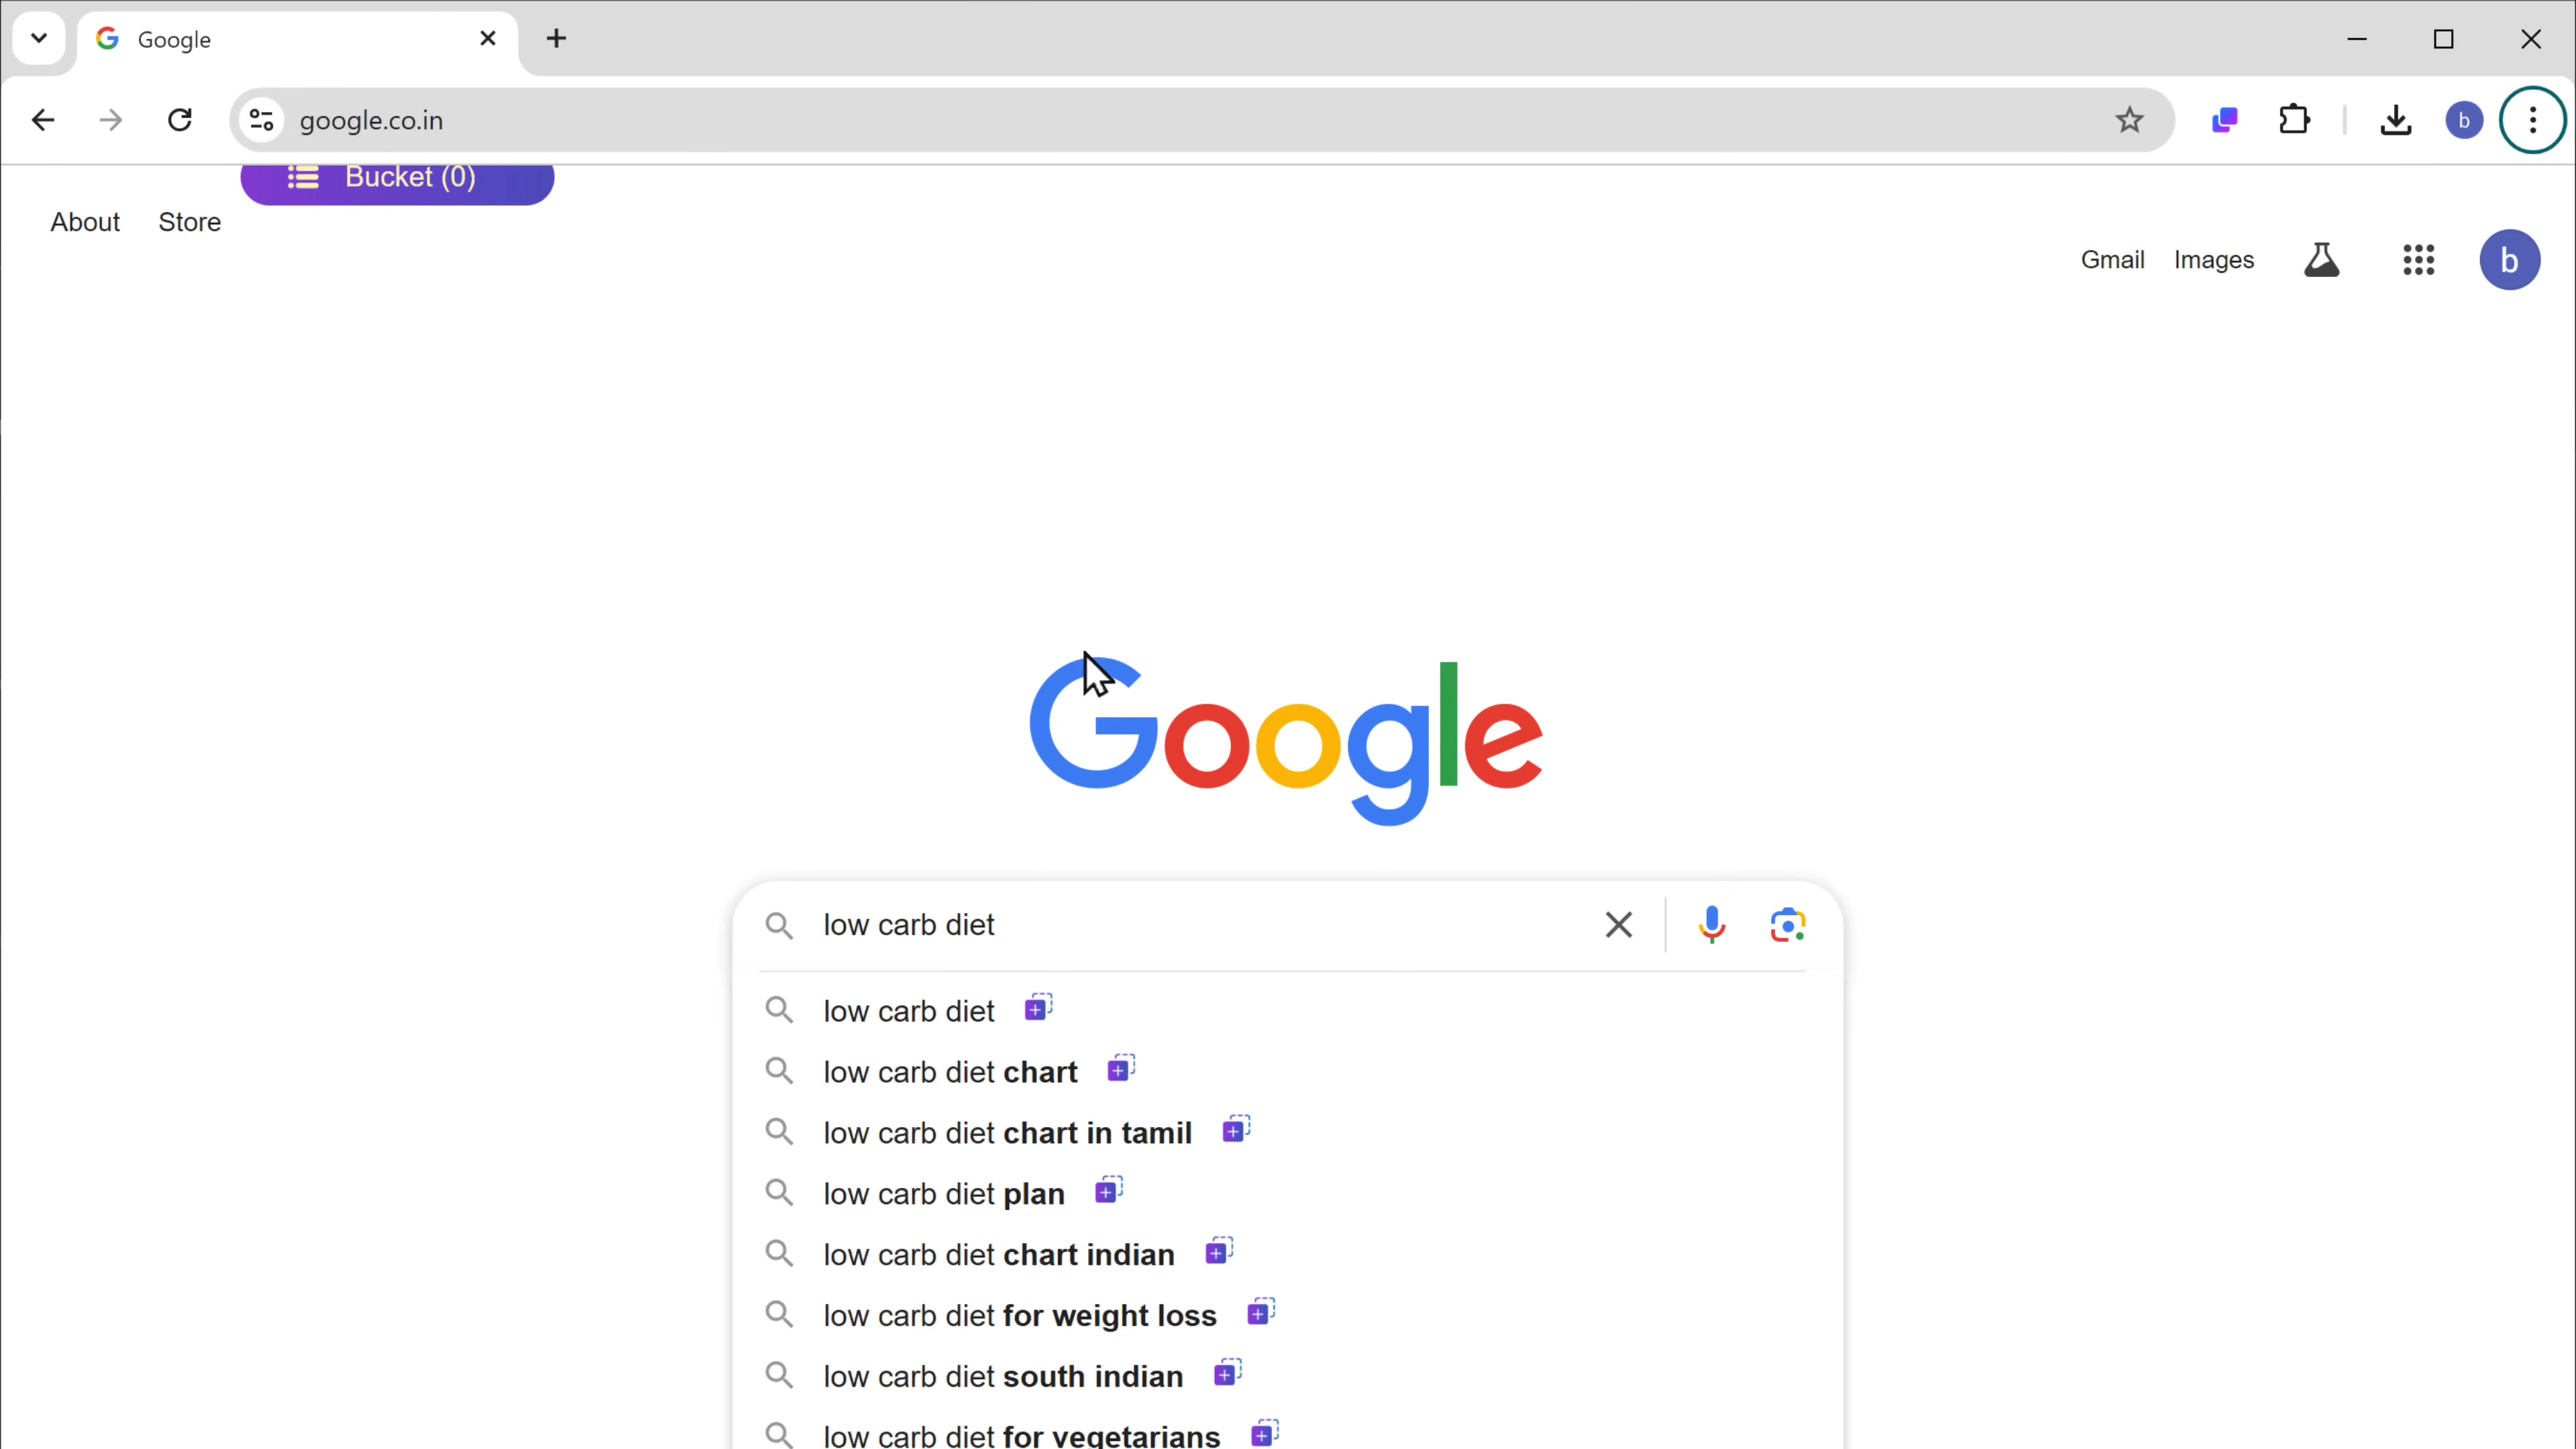 Google
google.co.in
b
Bucket (0)
About Store
Gmail Images
b
Google
low carb diet
low carb diet
low carb diet chart
low carb diet chart in tamil
low carb diet plan
low carb diet chart indian
low carb diet for weight loss
low carb diet south indian
low carb diet for vegetarians